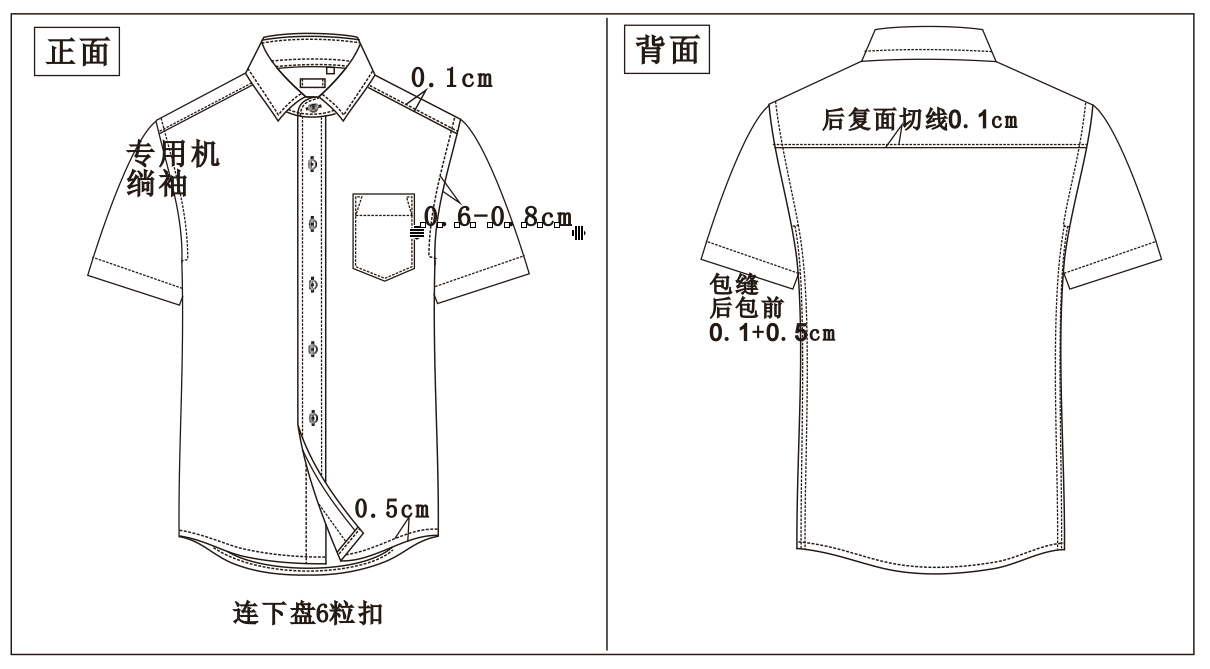 正面
0.1cm
专用机
绱袖
0.6-0.8cm
0.5cm
连下盘6粒扣
背面
后复面切线0.1cm
包缝
后包前
0.1+0.5cm